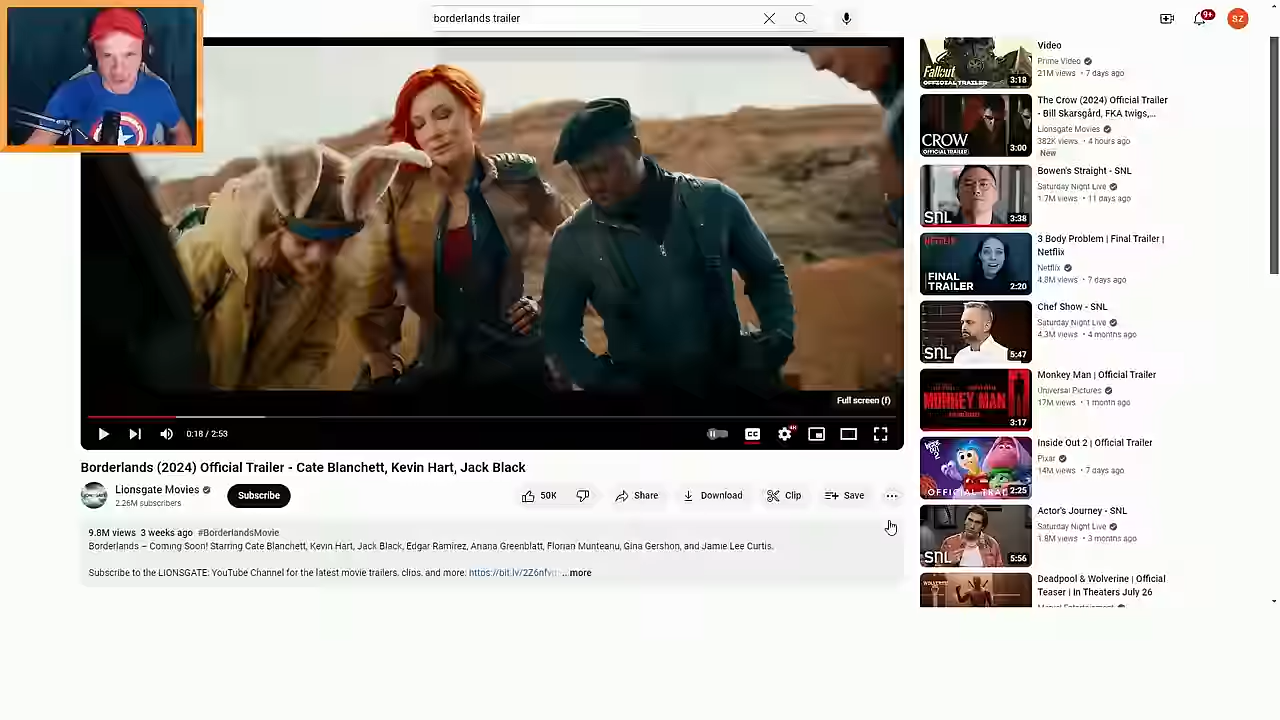 borderlands trailer
9+
SZ
Full screen (f)
0:18 / 2:53
CC
4K
Borderlands (2024) Official Trailer - Cate Blanchett, Kevin Hart, Jack Black
LIONSGATE
Lionsgate Movies
2.26M subscribers
Subscribe
50K
Share
Download
Clip
Save
9.8M views 3 weeks ago #BorderlandsMovie
Borderlands – Coming Soon! Starring Cate Blanchett, Kevin Hart, Jack Black, Edgar Ramírez, Ariana Greenblatt, Florian Munteanu, Gina Gershon, and Jamie Lee Curtis.
Subscribe to the LIONSGATE YouTube Channel for the latest movie trailers, clips, and more: ...more
Fallout
OFFICIAL TRAILER
3:18
Video
Prime Video
21M views • 7 days ago
CROW
OFFICIAL TRAILER
3:00
The Crow (2024) Official Trailer
- Bill Skarsgård, FKA twigs,...
Lionsgate Movies
382K views • 4 hours ago
New
SNL
3:38
Bowen's Straight - SNL
Saturday Night Live
1.7M views • 11 days ago
NETFLIX
FINAL
TRAILER
2:20
3 Body Problem | Final Trailer |
Netflix
Netflix
4.8M views • 7 days ago
SNL
5:47
Chef Show - SNL
Saturday Night Live
4.3M views • 4 months ago
MONKEY MAN
3:17
Monkey Man | Official Trailer
Universal Pictures
17M views • 1 month ago
2:25
Inside Out 2 | Official Trailer
Pixar
14M views • 7 days ago
SNL
5:56
Actor's Journey - SNL
Saturday Night Live
1.8M views • 3 months ago
Deadpool & Wolverine | Official
Teaser | In Theaters July 26
Marvel Entertainment